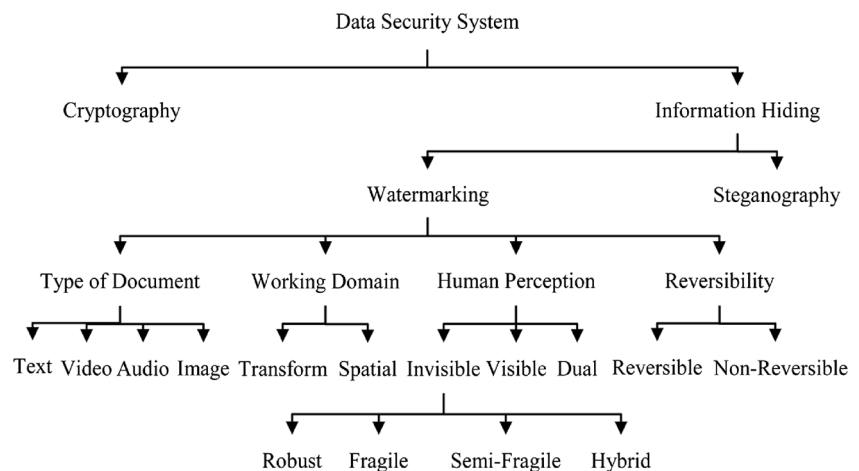 Data Security System
Cryptography Information Hiding
Watermarking Steganography
Type of Document Working Domain Human Perception Reversibility
Text Video Audio Image Transform Spatial Invisible Visible Dual Reversible Non-Reversible
Robust Fragile Semi-Fragile Hybrid